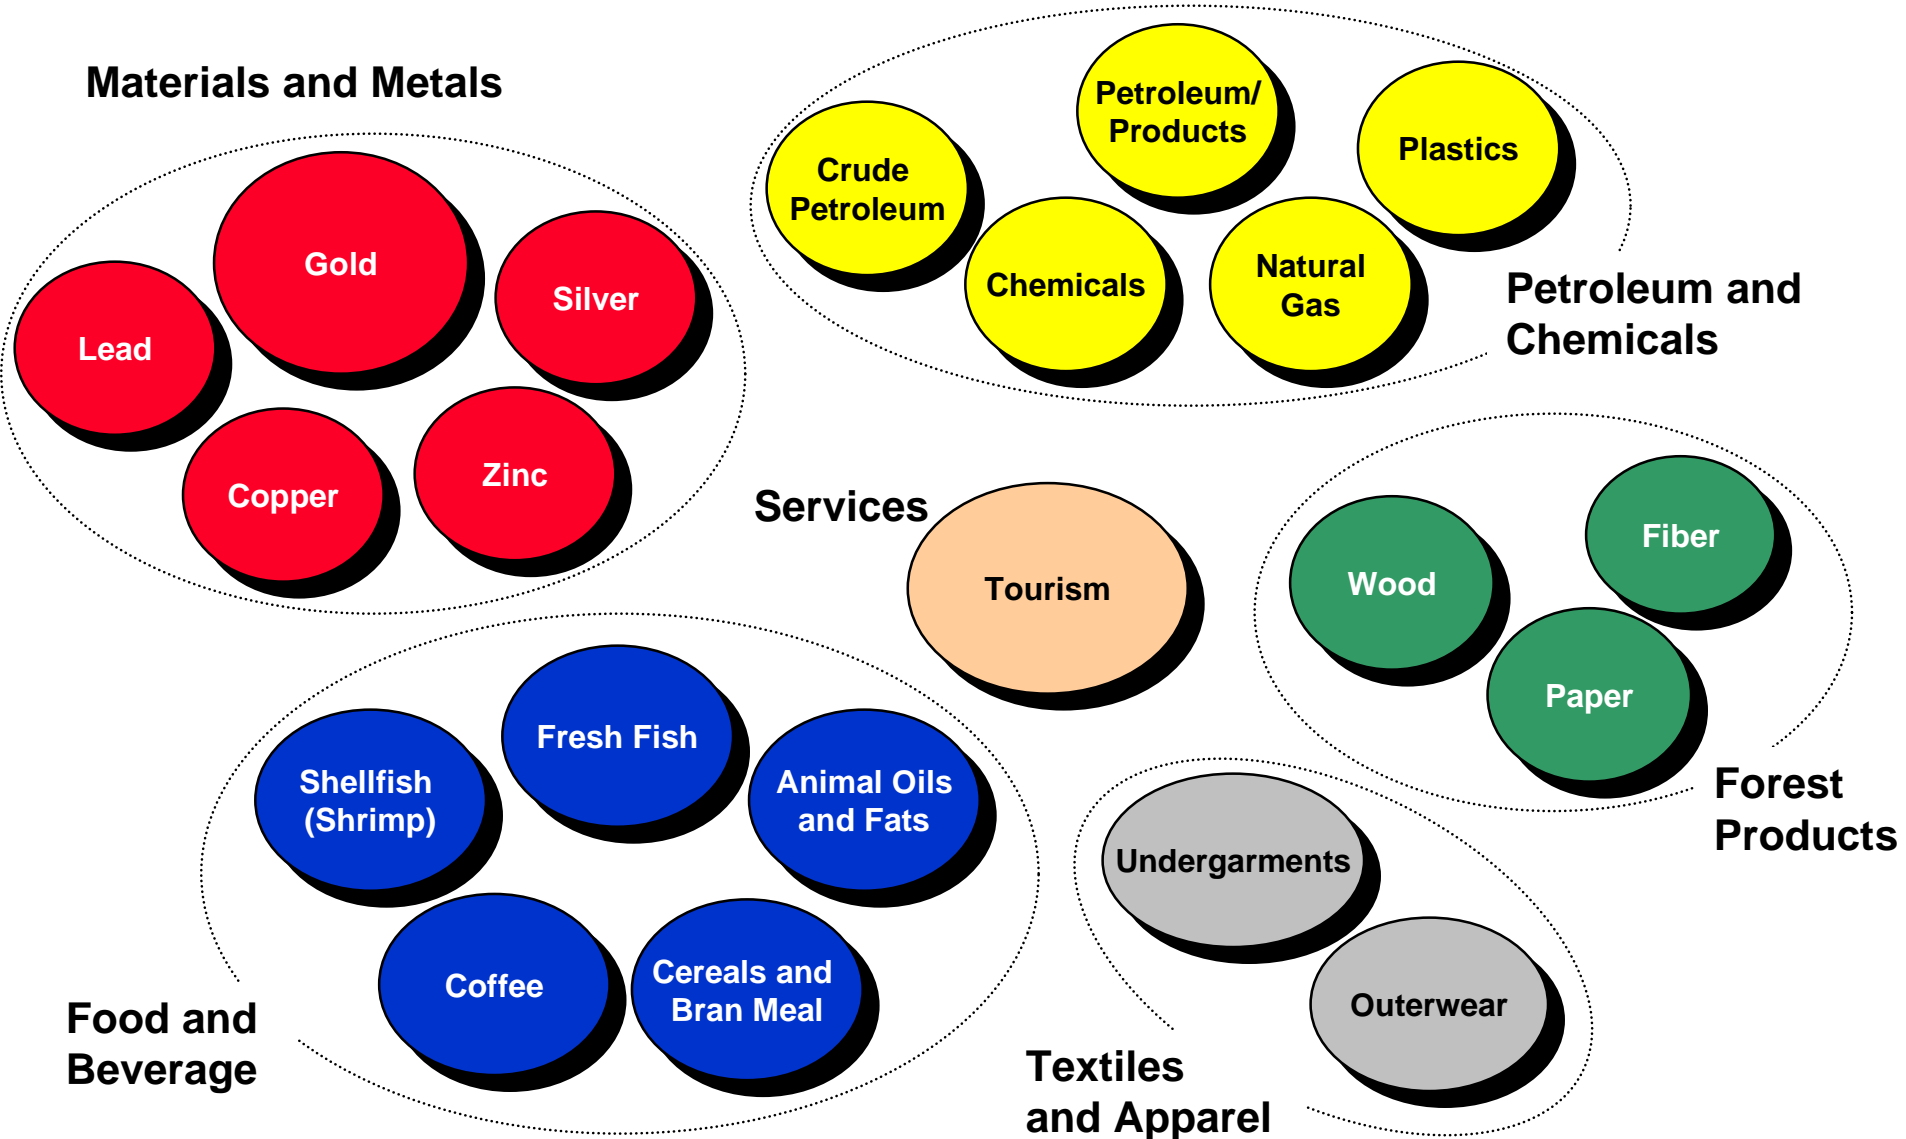 Materials and Metals
Gold
Silver
Lead
Copper
Zinc
Petroleum/
Products
Plastics
Crude
Petroleum
Chemicals
Natural
Gas
Petroleum and
Chemicals
Services
Tourism
Fiber
Wood
Paper
Forest
Products
Fresh Fish
Shellfish
(Shrimp)
Animal Oils
and Fats
Coffee
Cereals and
Bran Meal
Food and
Beverage
Undergarments
Outerwear
Textiles
and Apparel